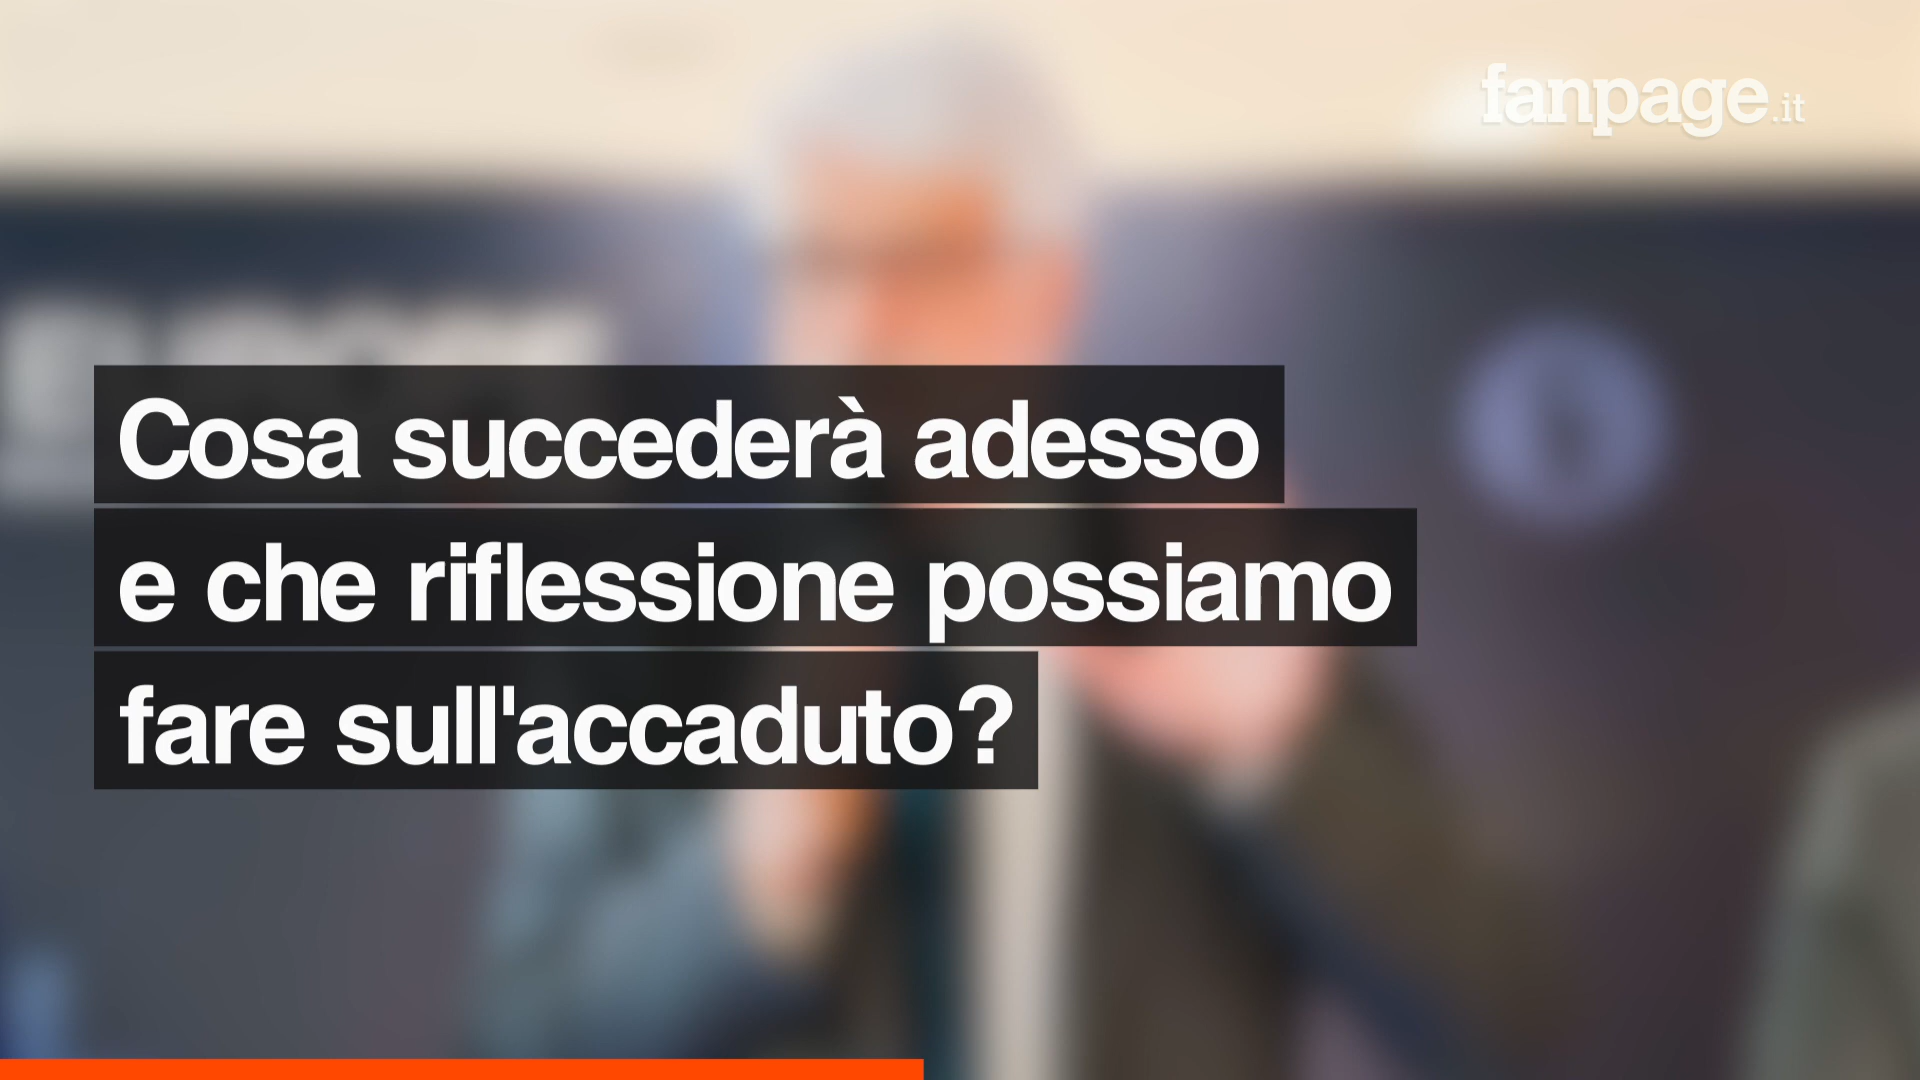 fanpage.it
Cosa succederà adesso
e che riflessione possiamo
fare sull'accaduto?